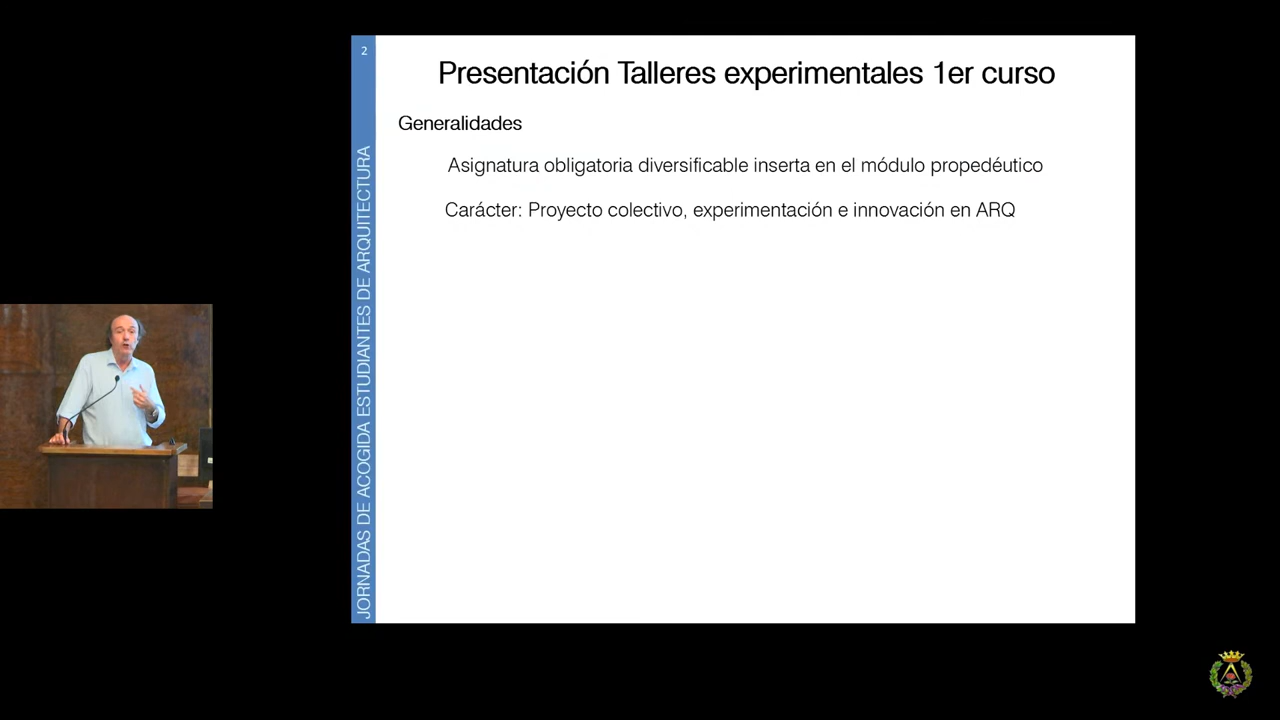 2
Presentación Talleres experimentales 1er curso
Generalidades
Asignatura obligatoria diversificable inserta en el módulo propedéutico
Carácter: Proyecto colectivo, experimentación e innovación en ARQ
JORNADAS DE ACOGIDA ESTUDIANTES DE ARQUITECTURA